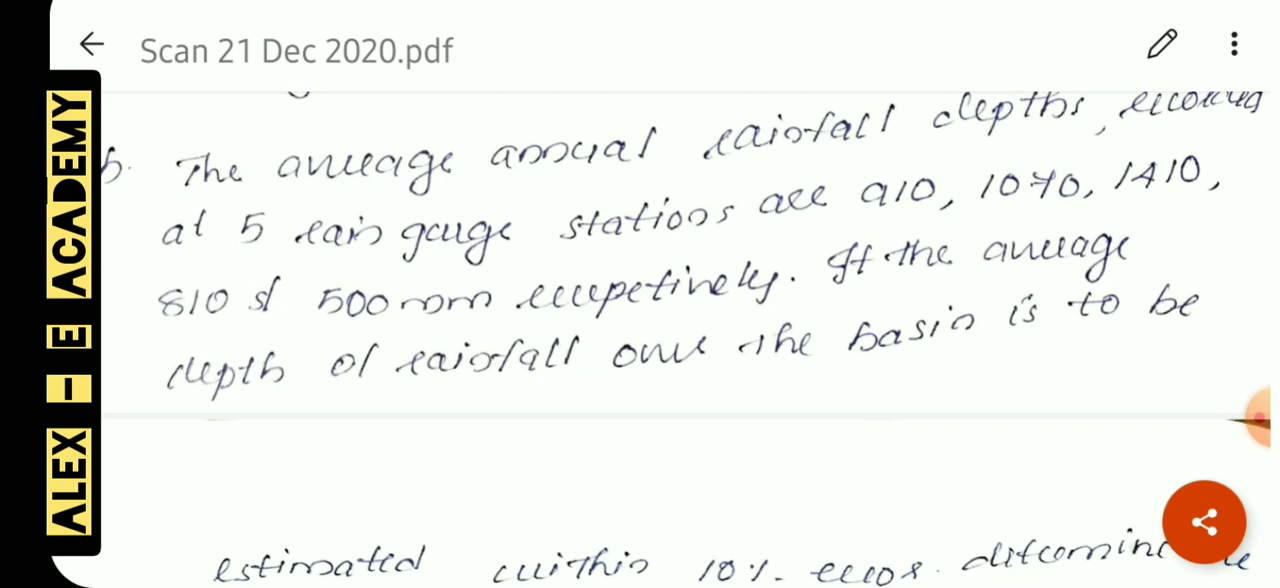 Scan 21 Dec 2020.pdf
ALEX - E ACADEMY
b. The average annual rainfall depths, recorded
at 5 rain gauge stations are 910, 1070, 1410,
810 & 500 mm respectively. If the average
depth of rainfall over the basin is to be
estimated within 10%. error. determine